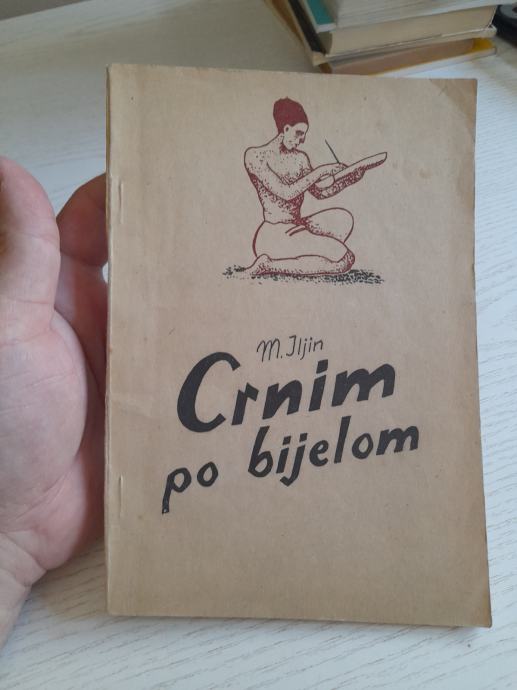 M. Iljin
Crnim
po bijelom